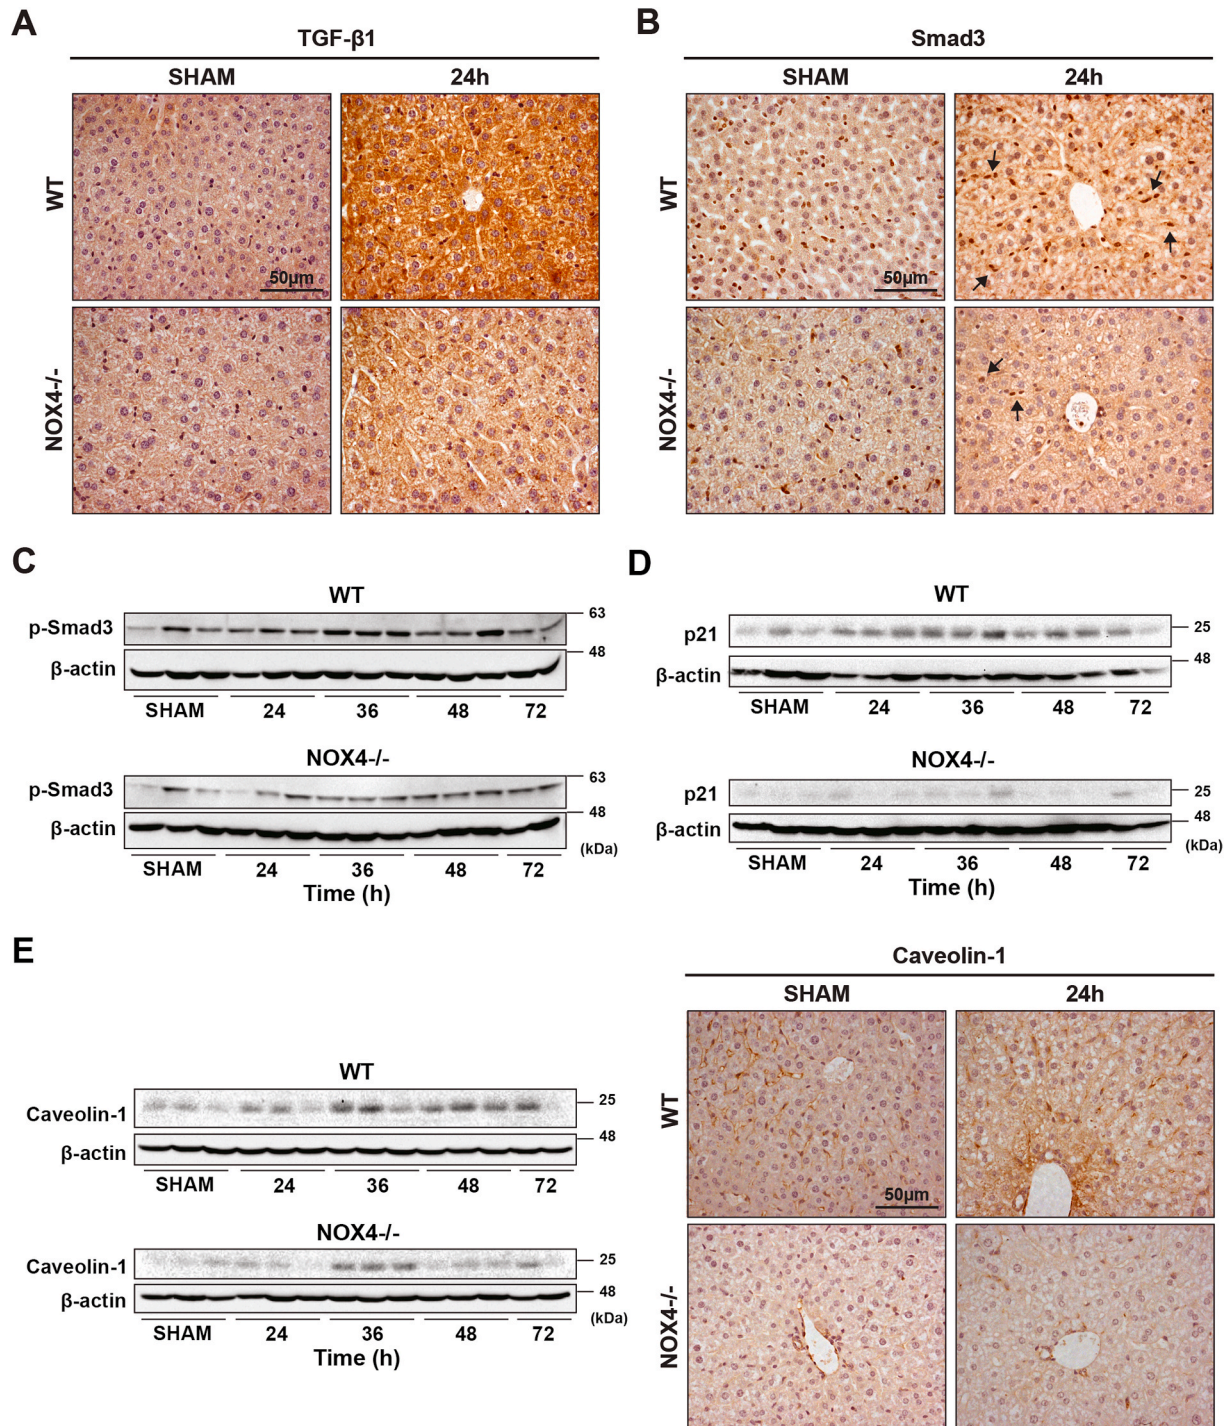 A
TGF-β1
SHAM 24h
WT
50µm
NOX4-/-
B
Smad3
SHAM 24h
WT
50µm
NOX4-/-
C
WT
p-Smad3 63
β-actin 48
SHAM 24 36 48 72
NOX4-/-
p-Smad3 63
β-actin 48
(kDa)
SHAM 24 36 48 72
Time (h)
D
WT
p21 25
β-actin 48
SHAM 24 36 48 72
NOX4-/-
p21 25
β-actin 48
(kDa)
SHAM 24 36 48 72
Time (h)
E
WT
Caveolin-1 25
β-actin 48
SHAM 24 36 48 72
NOX4-/-
Caveolin-1 25
β-actin 48
(kDa)
SHAM 24 36 48 72
Time (h)
Caveolin-1
SHAM 24h
WT
50µm
NOX4-/-